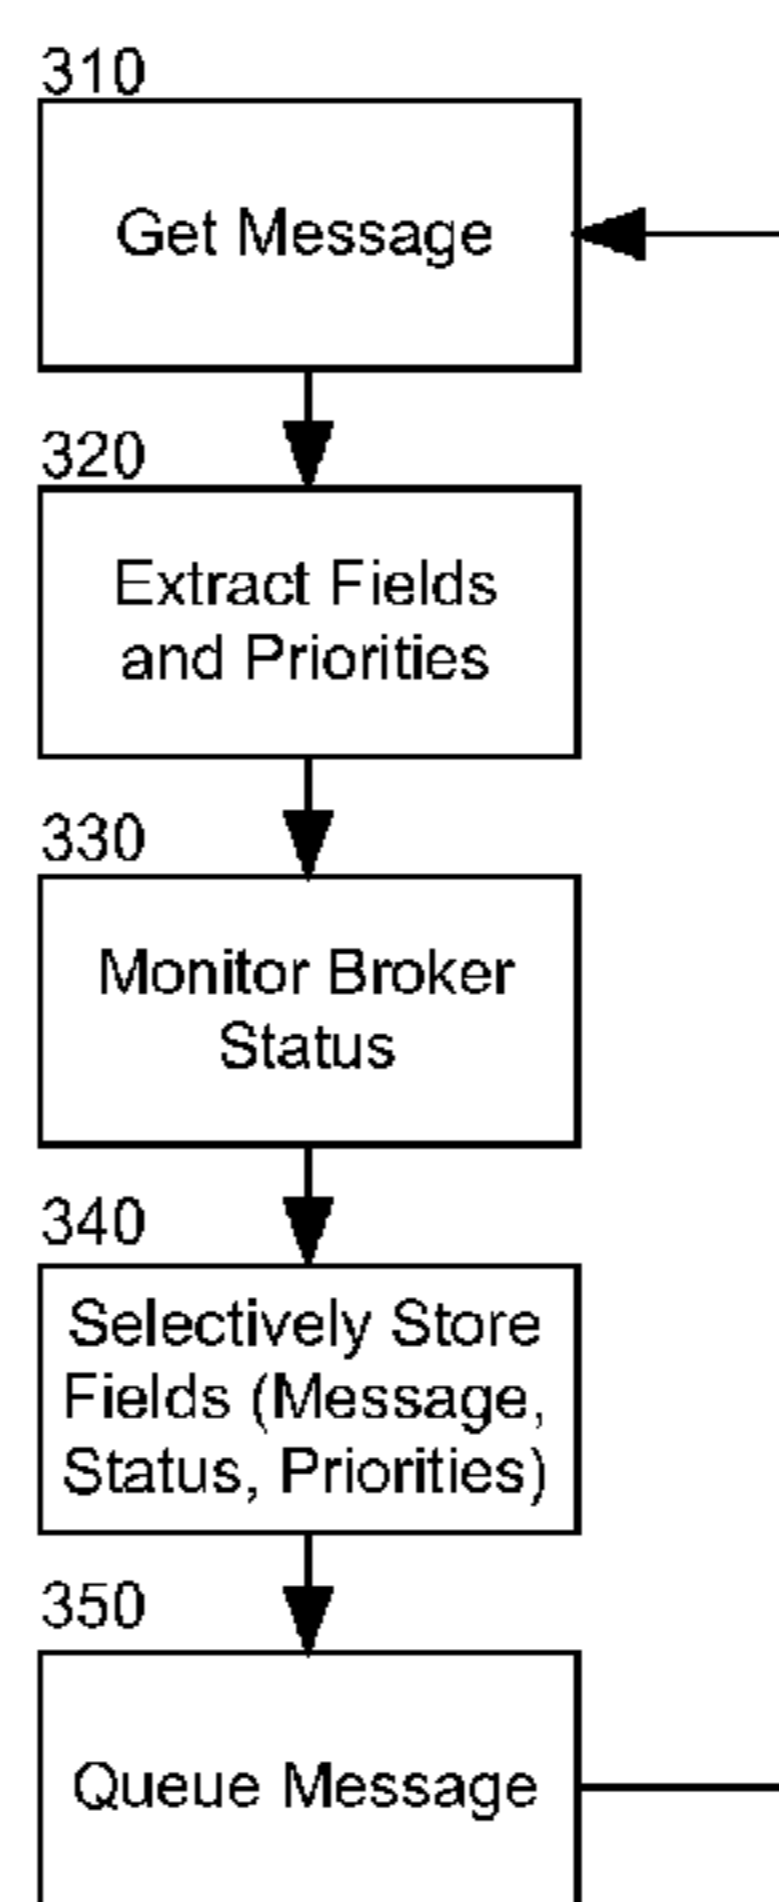 310
Get Message
320
Extract Fields
and Priorities
330
Monitor Broker
Status
340
Selectively Store
Fields (Message,
Status, Priorities)
350
Queue Message